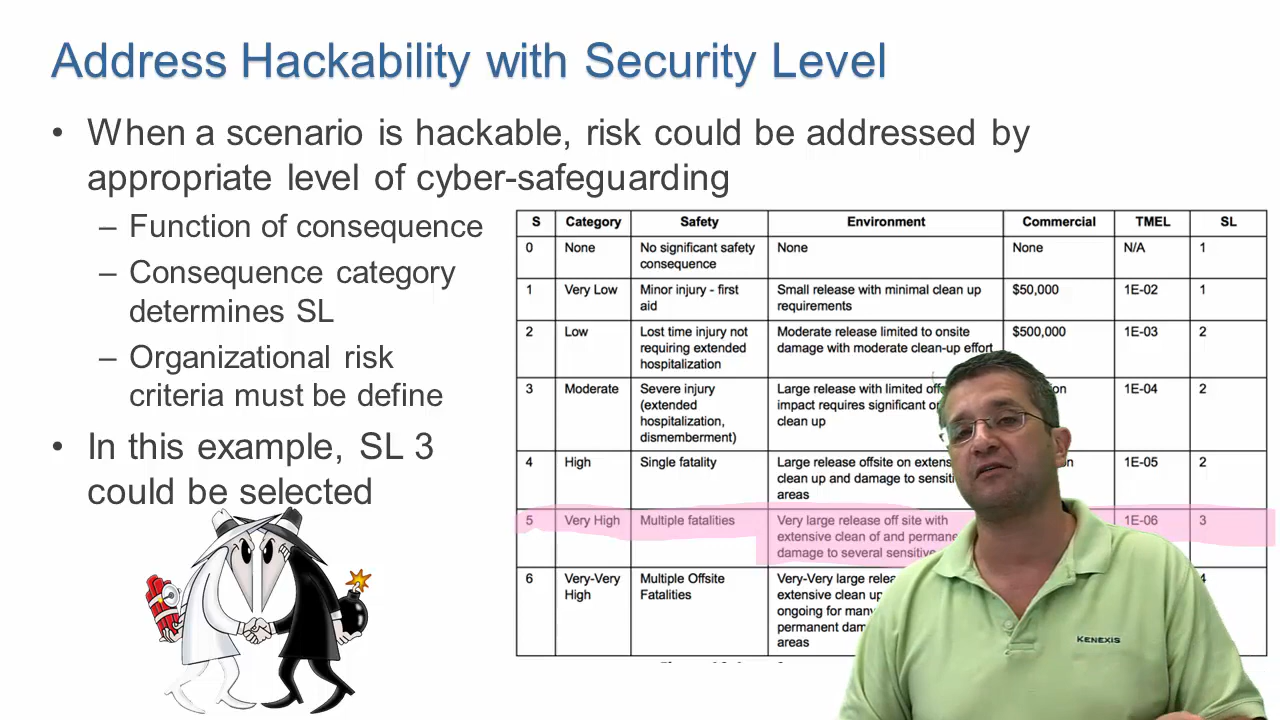 Address Hackability with Security Level
• When a scenario is hackable, risk could be addressed by
appropriate level of cyber-safeguarding
– Function of consequence
– Consequence category
determines SL
– Organizational risk
criteria must be define
• In this example, SL 3
could be selected
S Category Safety Environment Commercial TMEL SL
0 None No significant safety None None N/A 1
consequence
1 Very Low Minor injury - first Small release with minimal clean up $50,000 1E-02 1
aid requirements
2 Low Lost time injury not Moderate release limited to onsite $500,000 1E-03 2
requiring extended damage with moderate clean-up effort
hospitalization
3 Moderate Severe injury Large release with limited 1E-04 2
(extended impact requires significant
hospitalization, clean up
dismemberment)
4 High Single fatality Large release offsite on 1E-05 2
clean up and damage to
areas
5 Very High Multiple fatalities Very large release off site with 1E-06 3
extensive clean of and
damage to several sensitive
6 Very-Very Multiple Offsite Very-Very large
High Fatalities extensive clean up
ongoing for
permanent
areas
KENEXIS